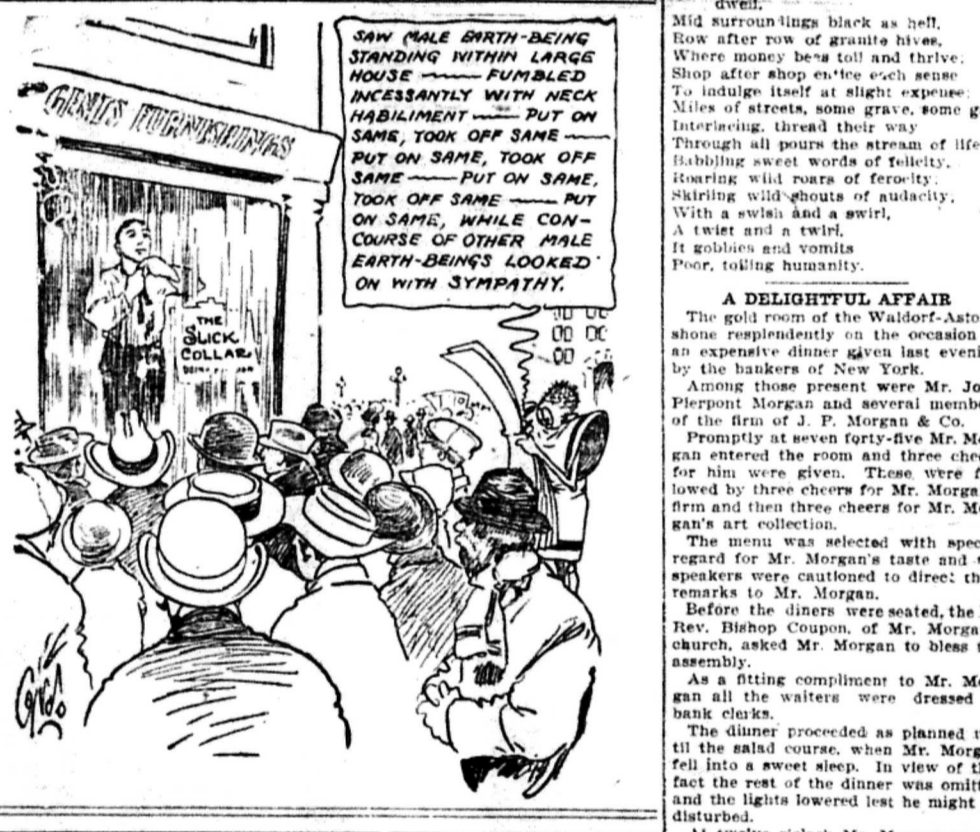 GENTS FURNISHINGS
SAW MALE EARTH-BEING
STANDING WITHIN LARGE
HOUSE — FUMBLED
INCESSANTLY WITH NECK
HABILIMENT — PUT ON
SAME, TOOK OFF SAME —
PUT ON SAME, TOOK OFF
SAME — PUT ON SAME,
TOOK OFF SAME — PUT
ON SAME, WHILE CON-
COURSE OF OTHER MALE
EARTH-BEINGS LOOKED
ON WITH SYMPATHY.
THE
SLICK
COLLAR
dwell,
Mid surroundings black as hell,
Row after row of granite hives,
Where money bees toil and thrive;
Shop after shop entice each sense
To indulge itself at slight expense;
Miles of streets, some grave, some g
Interlacing, thread their way
Through all pours the stream of life
Babbling sweet words of felicity,
Roaring wild roars of ferocity,
Skirling wild shouts of audacity,
With a swish and a swirl,
A twist and a twirl,
It gobbles and vomits
Poor, toiling humanity.
A DELIGHTFUL AFFAIR
The gold room of the Waldorf-Asto
shone resplendently on the occasion
an expensive dinner given last eveni
by the bankers of New York.
Among those present were Mr. Jo
Pierpont Morgan and several membe
of the firm of J. P. Morgan & Co.
Promptly at seven forty-five Mr. Mo
gan entered the room and three chee
for him were given. These were f
lowed by three cheers for Mr. Morga
firm and then three cheers for Mr. Mo
gan's art collection.
The menu was selected with spec
regard for Mr. Morgan's taste and t
speakers were cautioned to direct th
remarks to Mr. Morgan.
Before the diners were seated, the
Rev. Bishop Coupon, of Mr. Morga
church, asked Mr. Morgan to bless t
assembly.
As a fitting compliment to Mr. Mo
gan all the waiters were dressed
bank clerks.
The dinner proceeded as planned u
til the salad course, when Mr. Morg
fell into a sweet sleep. In view of th
fact the rest of the dinner was omitt
and the lights lowered lest he might
disturbed.